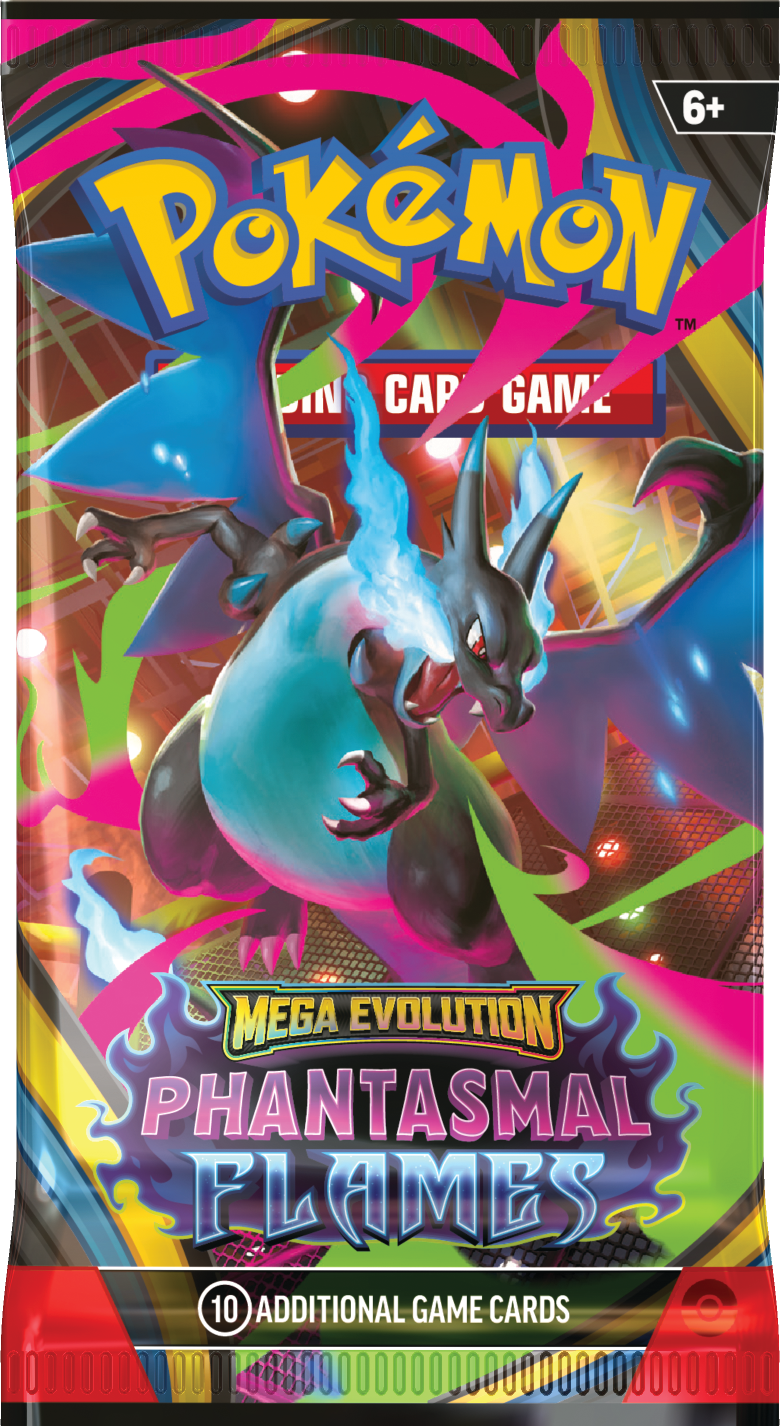 6+
POKéMON
TM
CARD GAME
MEGA EVOLUTION
PHANTASMAL
FLAMES
10 ADDITIONAL GAME CARDS